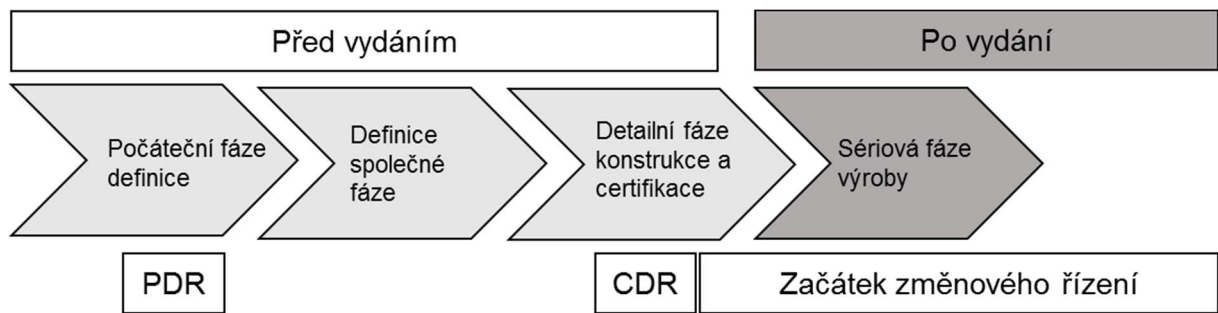 Před vydáním
Po vydání
Počáteční fáze
definice
Definice
společné
fáze
Detailní fáze
konstrukce a
certifikace
Sériová fáze
výroby
PDR
CDR
Začátek změnového řízení